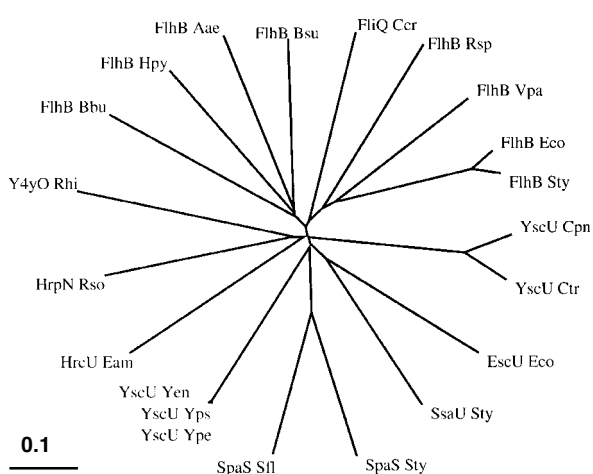 FlhB Aae
FlhB Bsu
FliQ Ccr
FlhB Rsp
FlhB Hpy
FlhB Vpa
FlhB Bbu
FlhB Eco
FlhB Sty
Y4yO Rhi
YscU Cpn
HrpN Rso
YscU Ctr
HrcU Eam
EscU Eco
YscU Yen
YscU Yps
YscU Ype
SsaU Sty
0.1
SpaS Sfl
SpaS Sty